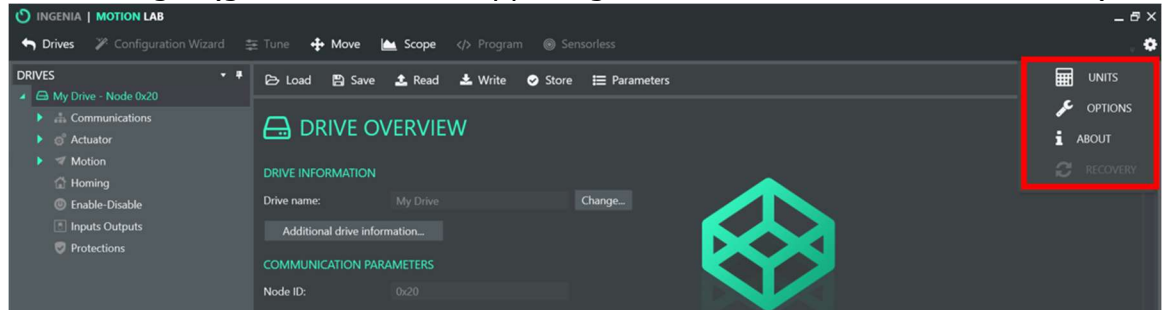 INGENIA | MOTION LAB
Drives Configuration Wizard Tune Move Scope </> Program Sensorless
DRIVES
My Drive - Node 0x20
Communications
Actuator
Motion
Homing
Enable-Disable
Inputs Outputs
Protections
Load Save Read Write Store Parameters
DRIVE OVERVIEW
DRIVE INFORMATION
Drive name: My Drive Change...
Additional drive information...
COMMUNICATION PARAMETERS
Node ID: 0x20
UNITS
OPTIONS
ABOUT
RECOVERY